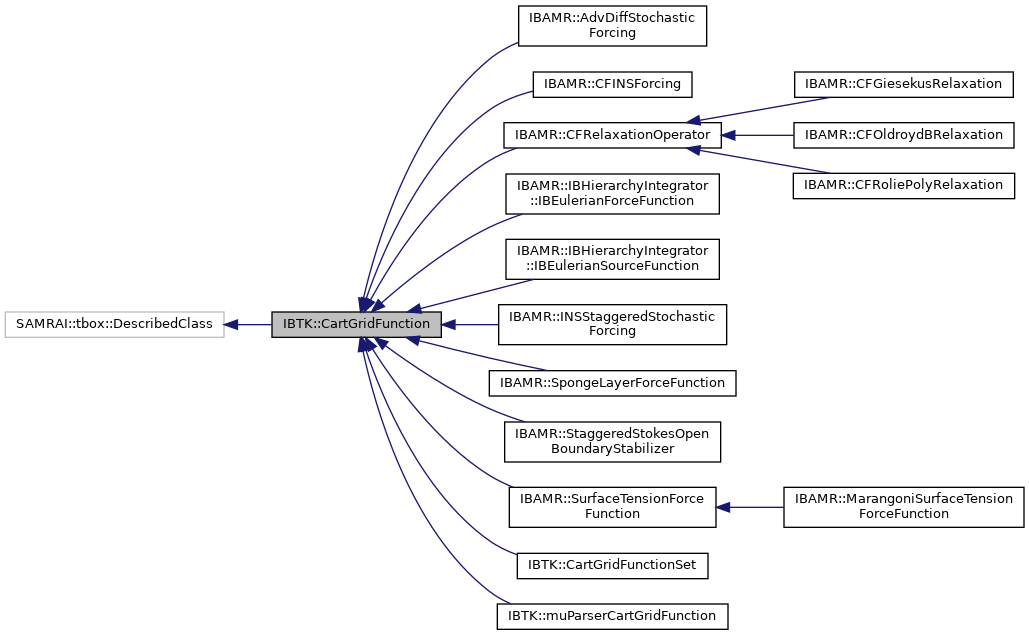 IBAMR::AdvDiffStochastic
Forcing
IBAMR::CFINSForcing
IBAMR::CFGiesekusRelaxation
IBAMR::CFRelaxationOperator
IBAMR::CFOldroydBRelaxation
IBAMR::CFRoliePolyRelaxation
IBAMR::IBHierarchyIntegrator
::IBEulerianForceFunction
IBAMR::IBHierarchyIntegrator
::IBEulerianSourceFunction
SAMRAI::tbox::DescribedClass
IBTK::CartGridFunction
IBAMR::INSStaggeredStochastic
Forcing
IBAMR::SpongeLayerForceFunction
IBAMR::StaggeredStokesOpen
BoundaryStabilizer
IBAMR::SurfaceTensionForce
Function
IBAMR::MarangoniSurfaceTension
ForceFunction
IBTK::CartGridFunctionSet
IBTK::muParserCartGridFunction